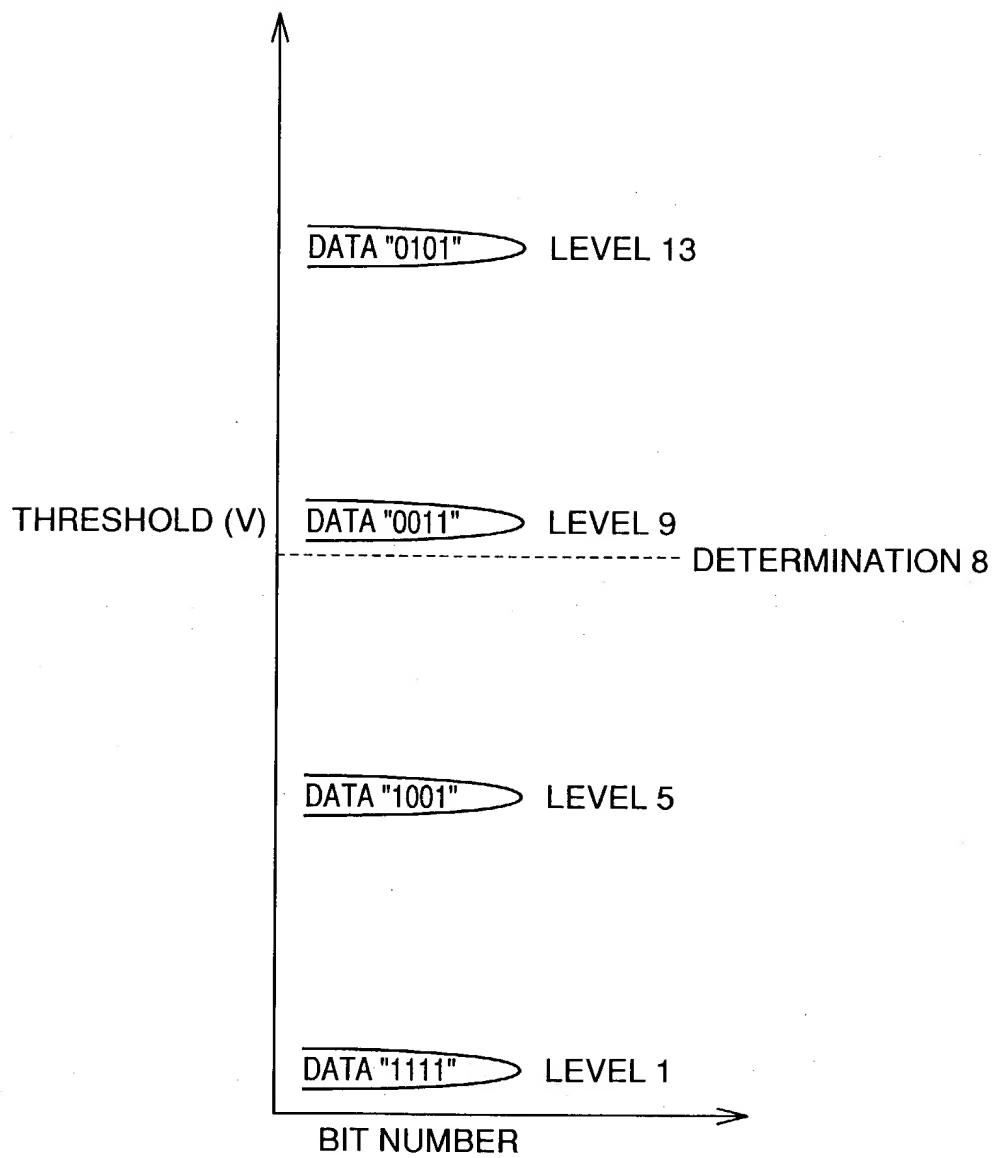 DATA "0101" LEVEL 13
THRESHOLD (V) DATA "0011" LEVEL 9
DETERMINATION 8
DATA "1001" LEVEL 5
DATA "1111" LEVEL 1
BIT NUMBER